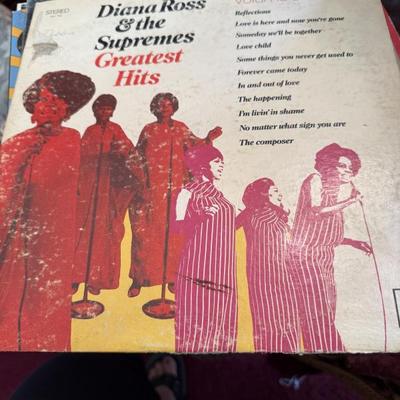 STEREO
Diana Ross
& the
Supremes
Greatest
Hits
Reflections
Love is here and now you're gone
Someday we'll be together
Love child
Some things you never get used to
Forever came today
In and out of love
The happening
I'm livin' in shame
No matter what sign you are
The composer